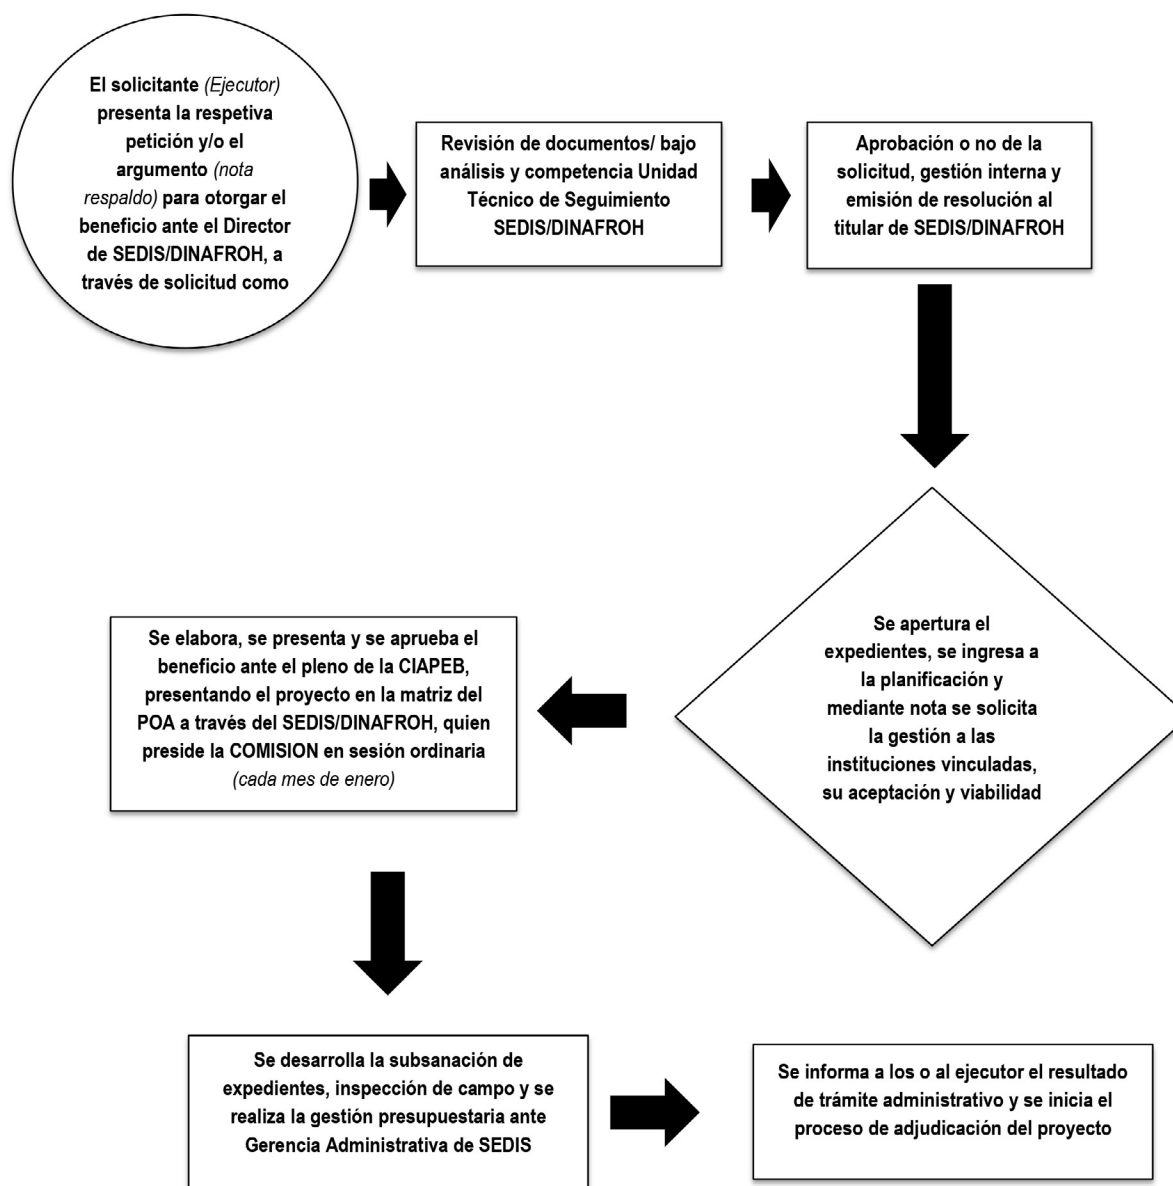 El solicitante (Ejecutor)
presenta la respetiva
petición y/o el
argumento (nota
respaldo) para otorgar el
beneficio ante el Director
de SEDIS/DINAFROH, a
través de solicitud como
Revisión de documentos/ bajo
análisis y competencia Unidad
Técnico de Seguimiento
SEDIS/DINAFROH
Aprobación o no de la
solicitud, gestión interna y
emisión de resolución al
titular de SEDIS/DINAFROH
Se apertura el
expedientes, se ingresa a
la planificación y
mediante nota se solicita
la gestión a las
instituciones vinculadas,
su aceptación y viabilidad
Se elabora, se presenta y se aprueba el
beneficio ante el pleno de la CIAPEB,
presentando el proyecto en la matriz del
POA a través del SEDIS/DINAFROH, quien
preside la COMISION en sesión ordinaria
(cada mes de enero)
Se desarrolla la subsanación de
expedientes, inspección de campo y se
realiza la gestión presupuestaria ante
Gerencia Administrativa de SEDIS
Se informa a los o al ejecutor el resultado
de trámite administrativo y se inicia el
proceso de adjudicación del proyecto